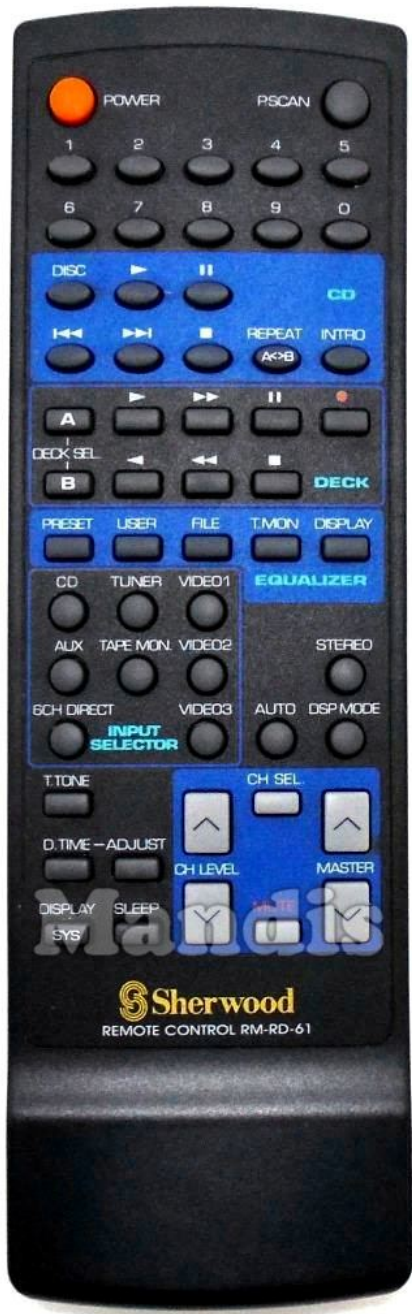 POWER P.SCAN
1 2 3 4 5
6 7 8 9 0
DISC
CD
REPEAT INTRO
A<>B
A
DECK SEL.
B DECK
PRESET USER FILE T.MON DISPLAY
EQUALIZER
CD TUNER VIDEO1
AUX TAPE MON. VIDEO2 STEREO
6CH DIRECT VIDEO3 AUTO DSP MODE
INPUT
SELECTOR
T.TONE CH SEL.
D.TIME - ADJUST
CH LEVEL MASTER
DISPLAY SLEEP MUTE
SYS
Mandis
Sherwood
REMOTE CONTROL RM-RD-61